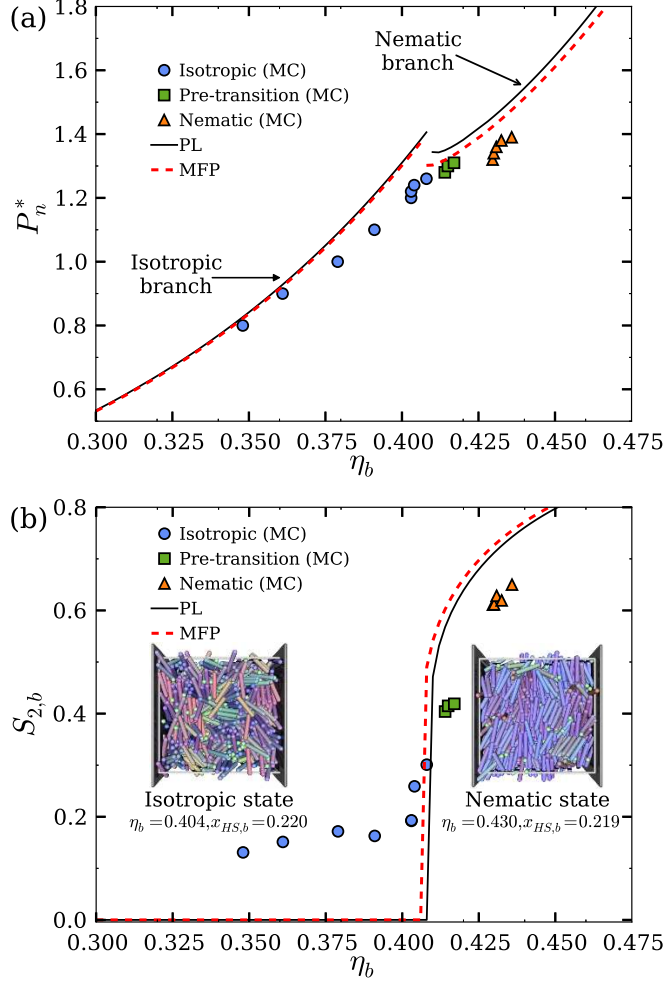 (a)
1.8
1.6
1.4
1.2
1.0
0.8
0.6
P*n
Nematic
branch
Isotropic (MC)
Pre-transition (MC)
Nematic (MC)
PL
MFP
Isotropic
branch
0.300 0.325 0.350 0.375 0.400 0.425 0.450 0.475
ηb
(b)
0.8
0.6
0.4
0.2
0.0
S2,b
Isotropic (MC)
Pre-transition (MC)
Nematic (MC)
PL
MFP
Isotropic state
ηb=0.404,xHS,b=0.220
Nematic state
ηb=0.430,xHS,b=0.219
0.300 0.325 0.350 0.375 0.400 0.425 0.450 0.475
ηb